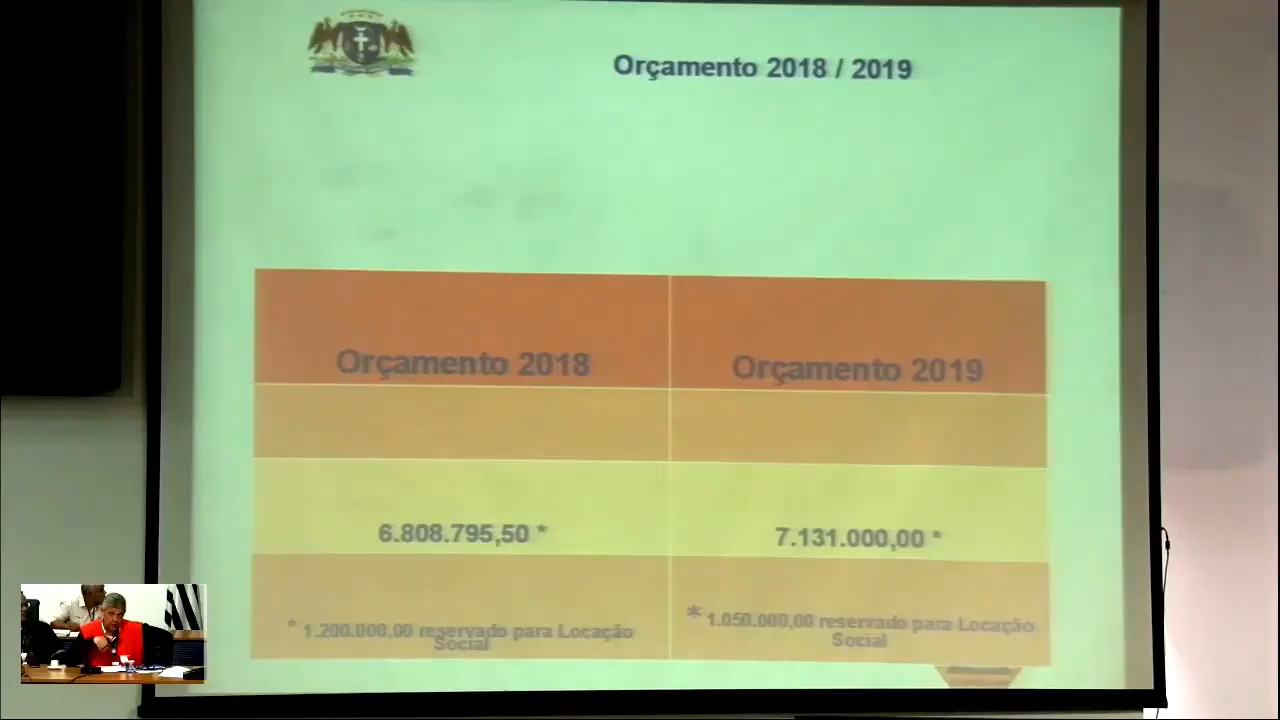 Orçamento 2018 / 2019
Orçamento 2018
Orçamento 2019
6.808.795,50 *
7.131.000,00 *
* 1.200.000,00 reservado para Locação
Social
* 1.050.000,00 reservado para Locação
Social